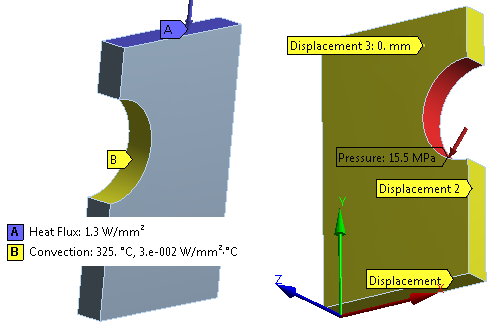 A
B
A Heat Flux: 1.3 W/mm²
B Convection: 325. °C, 3.e-002 W/mm²·°C
Displacement 3: 0. mm
Pressure: 15.5 MPa
Displacement 2
Displacement
Y
Z
X